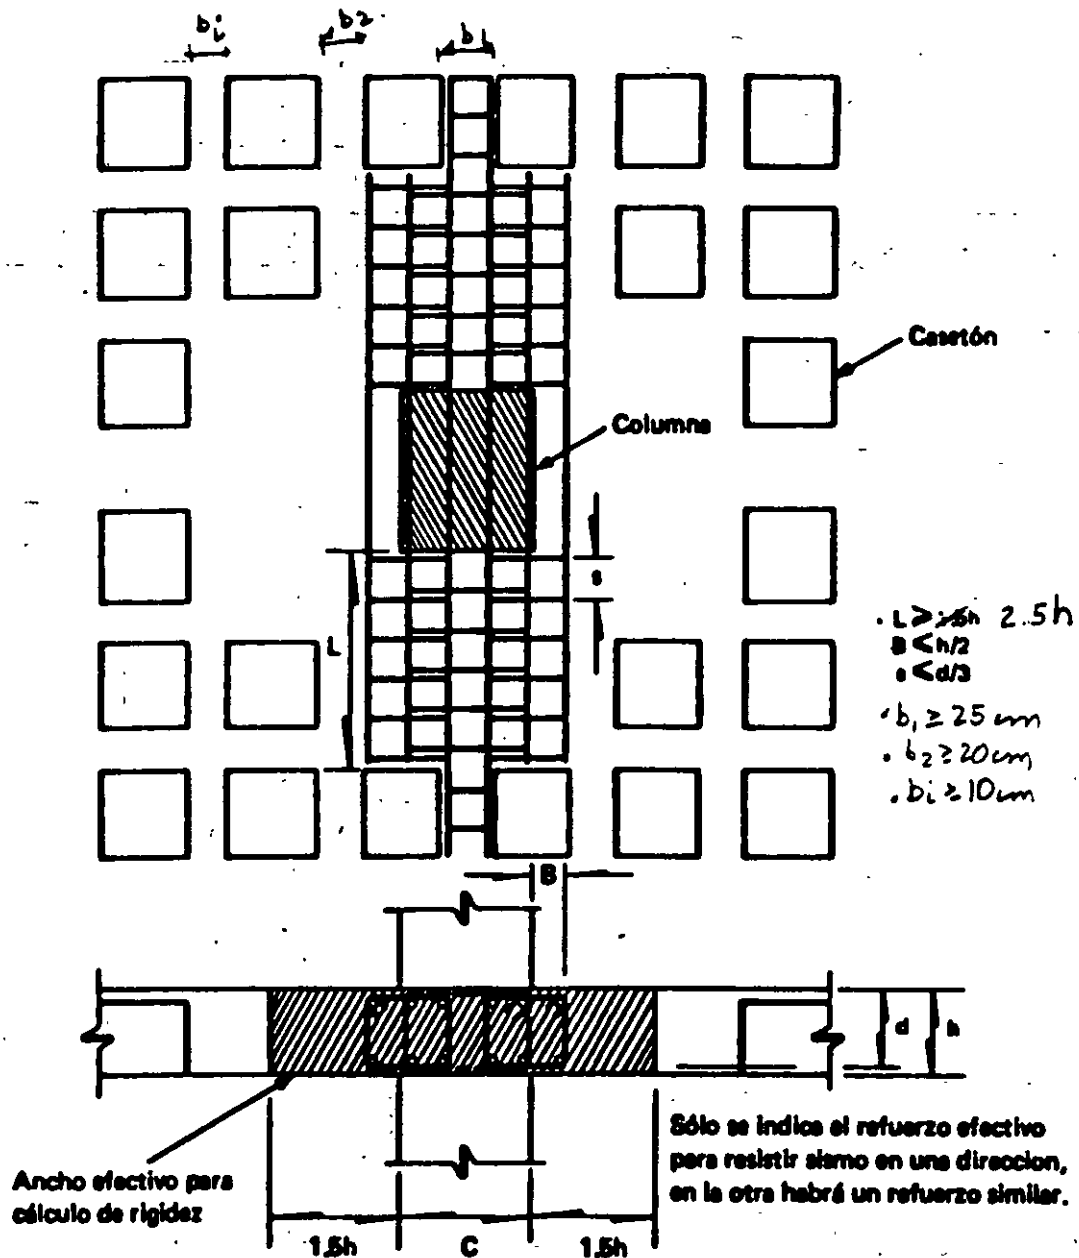 bi
b2
b1
Casetón
Columna
s
L
. L ≥ 2.5h
B < h/2
s < d/3
. b1 ≥ 25 cm
. b2 ≥ 20 cm
. bi ≥ 10 cm
B
d
h
Sólo se indica el refuerzo efectivo
para resistir sismo en una direccion,
en la otra habrá un refuerzo similar.
Ancho efectivo para
cálculo de rigidez
1.5h
C
1.5h